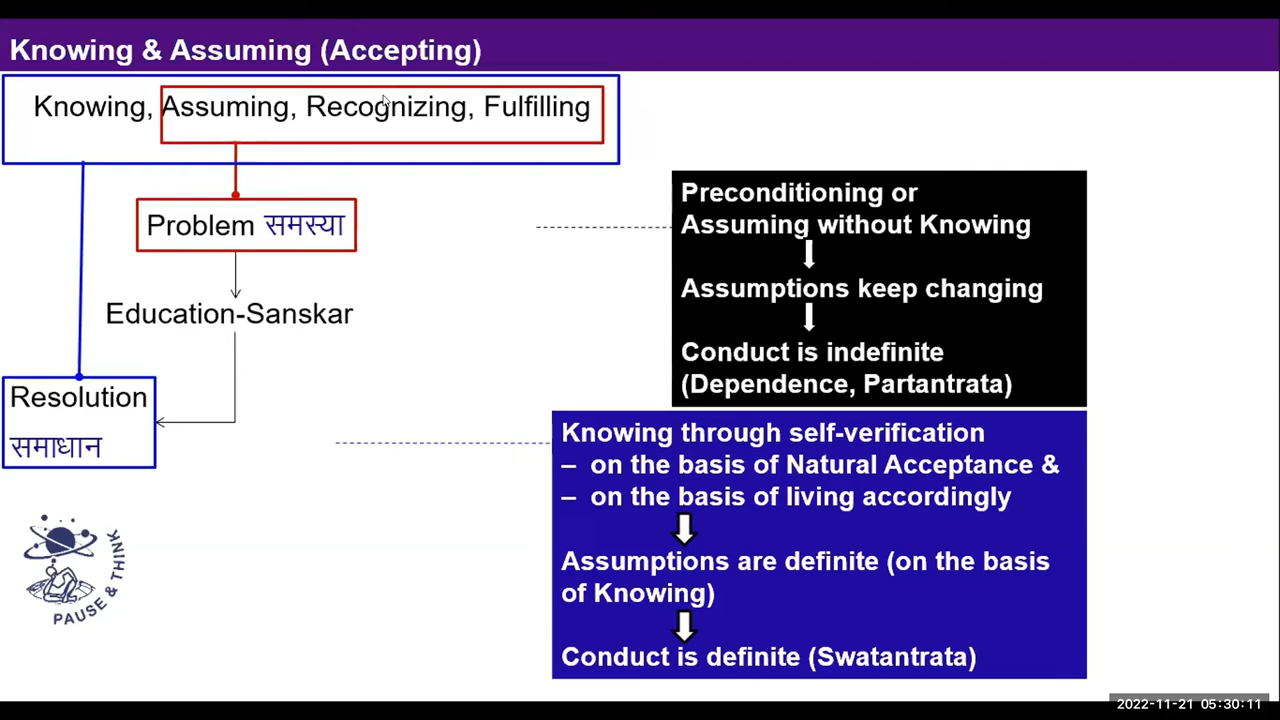 Knowing & Assuming (Accepting)
Knowing, Assuming, Recognizing, Fulfilling
Problem समस्या
Education-Sanskar
Resolution
समाधान
Preconditioning or
Assuming without Knowing
Assumptions keep changing
Conduct is indefinite
(Dependence, Partantrata)
Knowing through self-verification
– on the basis of Natural Acceptance &
– on the basis of living accordingly
Assumptions are definite (on the basis
of Knowing)
Conduct is definite (Swatantrata)
PAUSE & THINK
2022-11-21 05:30:11